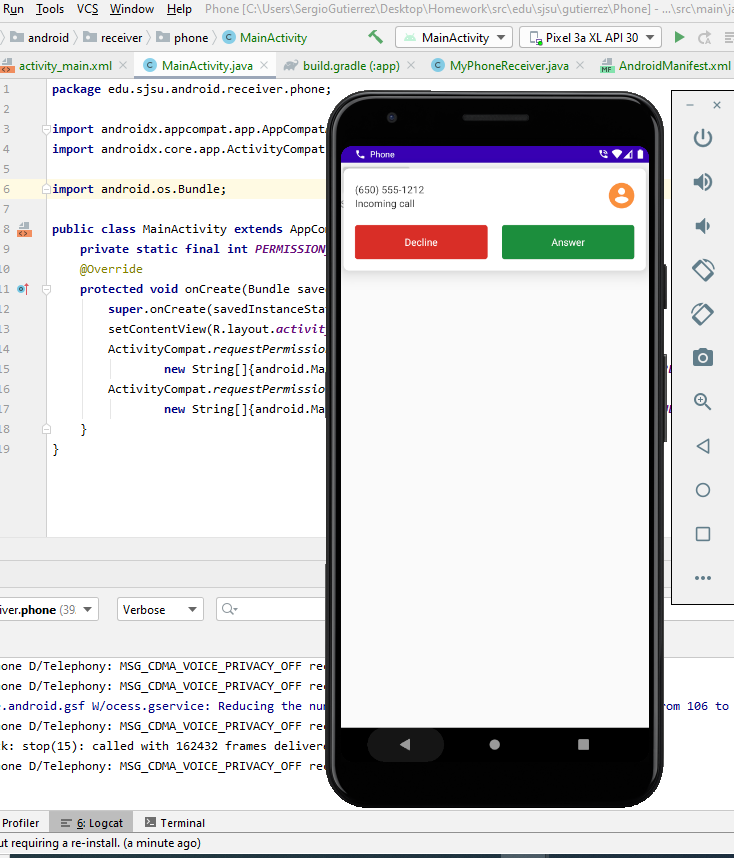 Run Tools VCS Window Help Phone [C:\Users\SergioGutierrez\Desktop\Homework\src\edu\sjsu\gutierrez\Phone] - ...\src\main\ja
android receiver phone MainActivity MainActivity Pixel 3a XL API 30
activity_main.xml MainActivity.java build.gradle (:app) MyPhoneReceiver.java AndroidManifest.xml
1 package edu.sjsu.android.receiver.phone;
2
3 import androidx.appcompat.app.AppCompatA
4 import androidx.core.app.ActivityCompat
5
6 import android.os.Bundle;
7
8 public class MainActivity extends AppCom
9 private static final int PERMISSION_
10 @Override
11 protected void onCreate(Bundle save
12 super.onCreate(savedInstanceSta
13 setContentView(R.layout.activit
14 ActivityCompat.requestPermissio
15 new String[]{android.Ma
16 ActivityCompat.requestPermissio
17 new String[]{android.Ma
18 }
19 }
Phone
(650) 555-1212
Incoming call
Decline Answer
iver.phone (39 Verbose
one D/Telephony: MSG_CDMA_VOICE_PRIVACY_OFF rec
one D/Telephony: MSG_CDMA_VOICE_PRIVACY_OFF rec
.android.gsf W/ocess.gservice: Reducing the nu om 106 to
one D/Telephony: MSG_CDMA_VOICE_PRIVACY_OFF rec
k: stop(15): called with 162432 frames delivere
one D/Telephony: MSG_CDMA_VOICE_PRIVACY_OFF rec
Profiler 6: Logcat Terminal
ut requiring a re-install. (a minute ago)